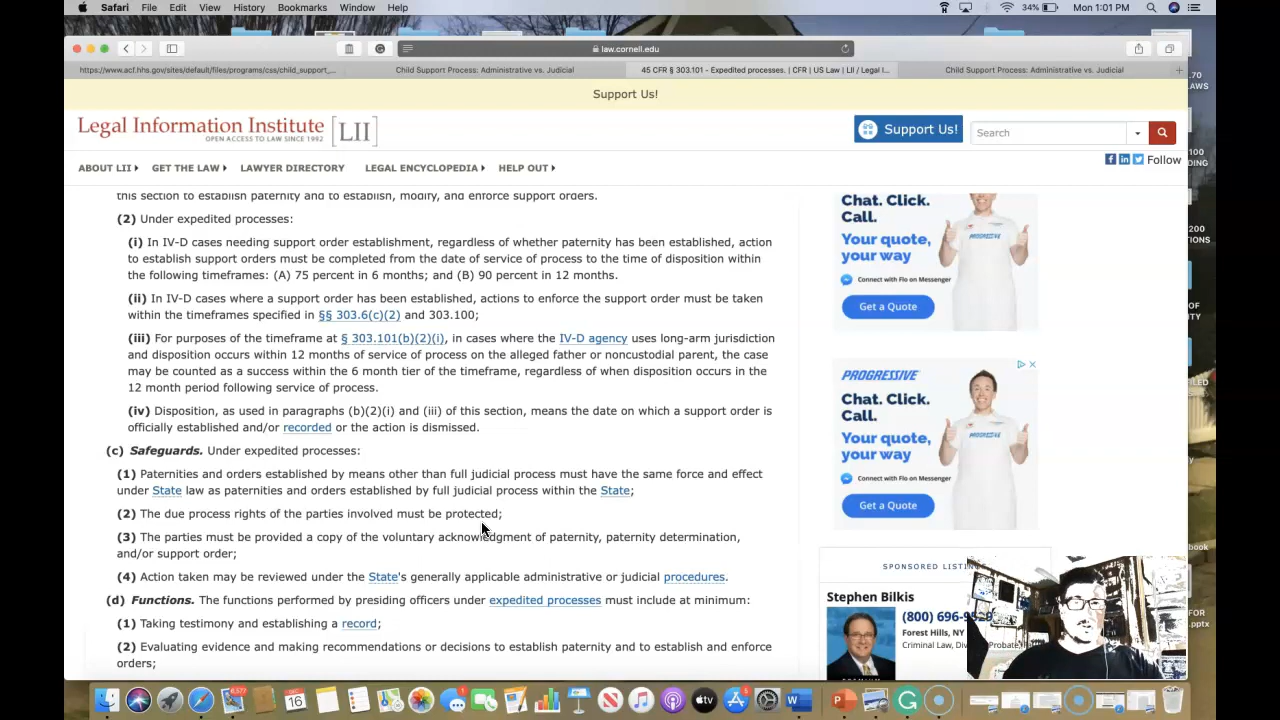 Safari File Edit View History Bookmarks Window Help 34% Mon 1:01 PM
law.cornell.edu
https://www.acf.hhs.gov/sites/default/files/programs/css/child_support_... Child Support Process: Administrative vs. Judicial 45 CFR § 303.101 - Expedited processes. | CFR | US Law | LII / Legal I... Child Support Process: Administrative vs. Judicial
Support Us!
Legal Information Institute [LII]
OPEN ACCESS TO LAW SINCE 1992
Support Us!
Search
ABOUT LII GET THE LAW LAWYER DIRECTORY LEGAL ENCYCLOPEDIA HELP OUT
Follow
this section to establish paternity and to establish, modify, and enforce support orders.
(2) Under expedited processes:
(i) In IV-D cases needing support order establishment, regardless of whether paternity has been established, action
to establish support orders must be completed from the date of service of process to the time of disposition within
the following timeframes: (A) 75 percent in 6 months; and (B) 90 percent in 12 months.
(ii) In IV-D cases where a support order has been established, actions to enforce the support order must be taken
within the timeframes specified in §§ 303.6(c)(2) and 303.100;
(iii) For purposes of the timeframe at § 303.101(b)(2)(i), in cases where the IV-D agency uses long-arm jurisdiction
and disposition occurs within 12 months of service of process on the alleged father or noncustodial parent, the case
may be counted as a success within the 6 month tier of the timeframe, regardless of when disposition occurs in the
12 month period following service of process.
(iv) Disposition, as used in paragraphs (b)(2)(i) and (iii) of this section, means the date on which a support order is
officially established and/or recorded or the action is dismissed.
(c) Safeguards. Under expedited processes:
(1) Paternities and orders established by means other than full judicial process must have the same force and effect
under State law as paternities and orders established by full judicial process within the State;
(2) The due process rights of the parties involved must be protected;
(3) The parties must be provided a copy of the voluntary acknowledgment of paternity, paternity determination,
and/or support order;
(4) Action taken may be reviewed under the State's generally applicable administrative or judicial procedures.
(d) Functions. The functions performed by presiding officers under expedited processes must include at minimum:
(1) Taking testimony and establishing a record;
(2) Evaluating evidence and making recommendations or decisions to establish paternity and to establish and enforce
orders;
Chat. Click.
Call.
Your quote,
your way
Connect with Flo on Messenger
Get a Quote
PROGRESSIVE
Chat. Click.
Call.
Your quote,
your way
Connect with Flo on Messenger
Get a Quote
SPONSORED
Stephen Bilkis
(800)
Forest Hills, NY
Criminal Law,
DEC
16